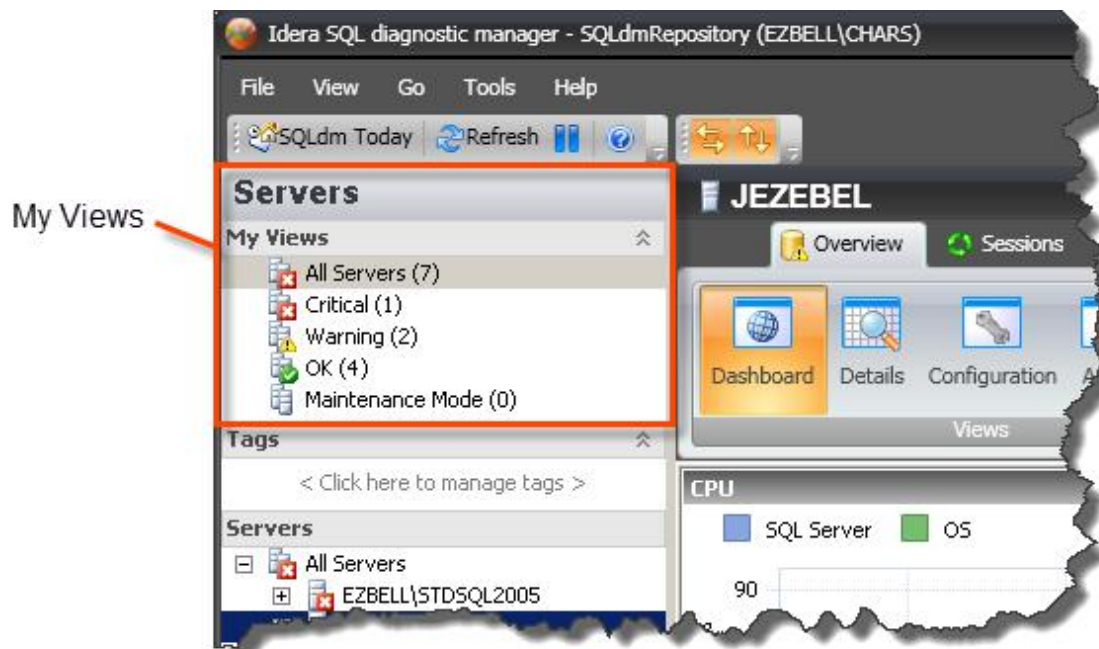 Idera SQL diagnostic manager - SQLdmRepository (EZBELL\CHARS)
File View Go Tools Help
SQLdm Today Refresh
Servers
My Views
My Views
All Servers (7)
Critical (1)
Warning (2)
OK (4)
Maintenance Mode (0)
Tags
< Click here to manage tags >
Servers
All Servers
EZBELL\STDSQL2005
JEZEBEL
Overview Sessions
Dashboard Details Configuration
Views
CPU
SQL Server OS
90